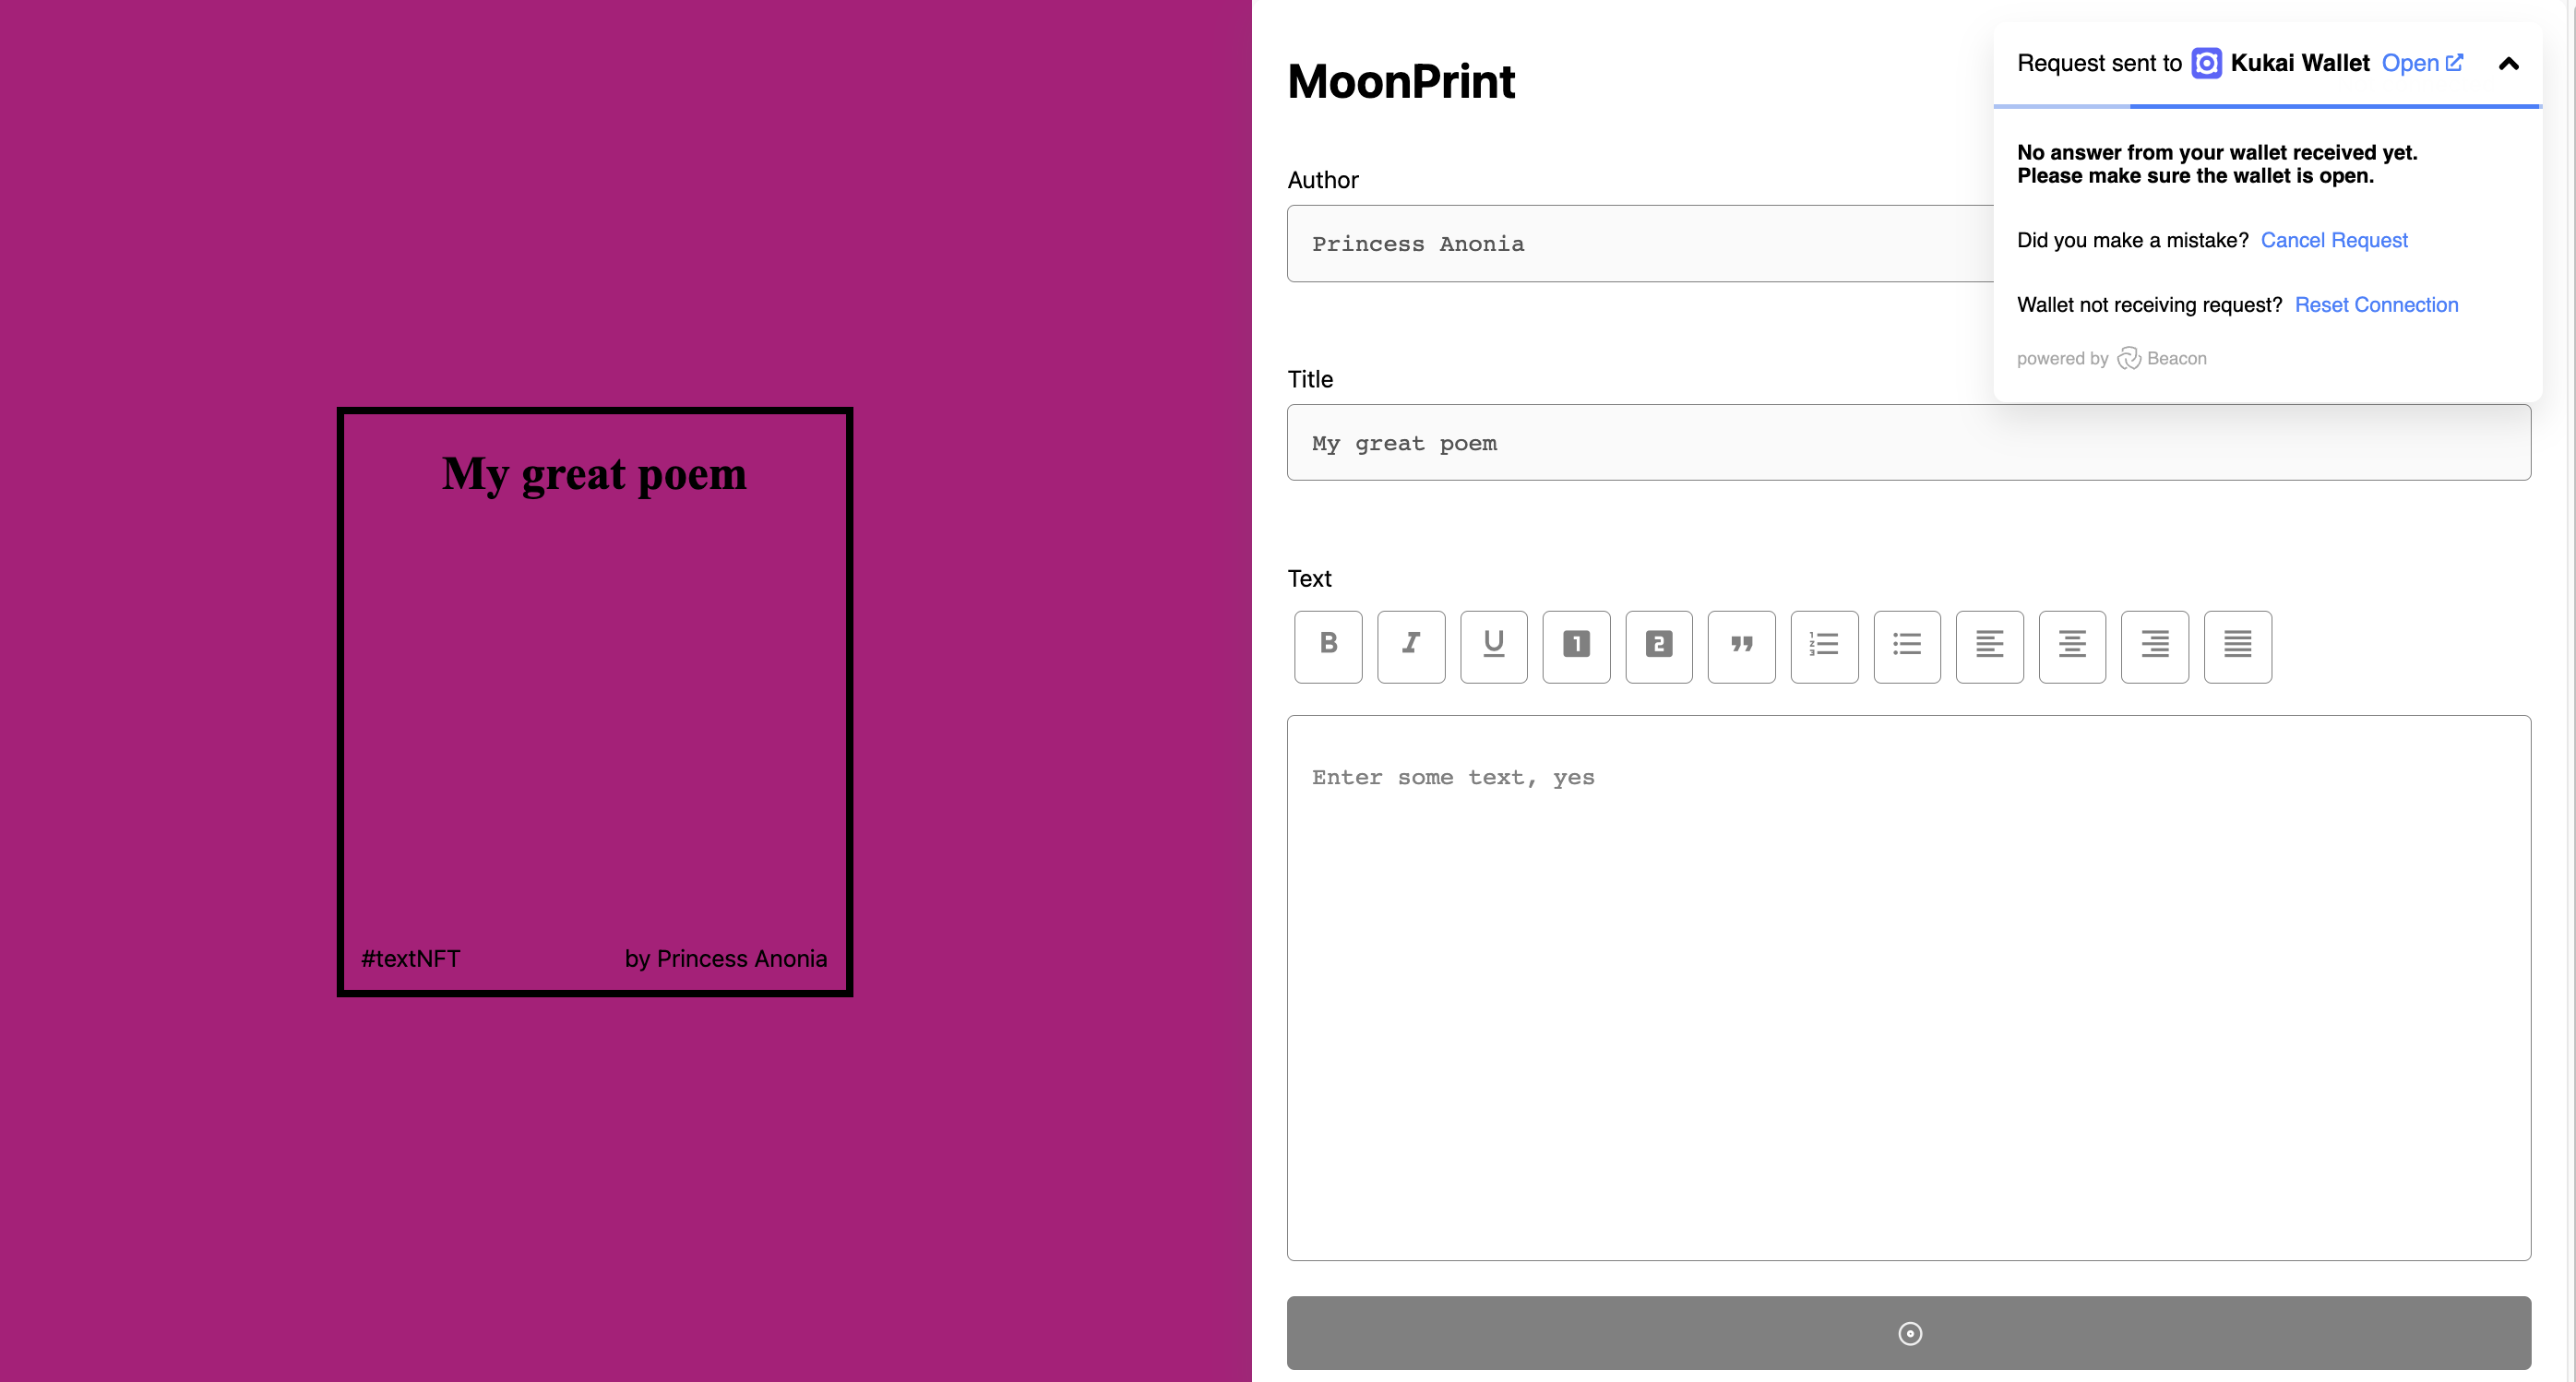 My great poem
#textNFT by Princess Anonia
MoonPrint
Author
Princess Anonia
Title
My great poem
Text
B I U 1 2 ”
Enter some text, yes
Request sent to Kukai Wallet Open
No answer from your wallet received yet.
Please make sure the wallet is open.
Did you make a mistake? Cancel Request
Wallet not receiving request? Reset Connection
powered by Beacon